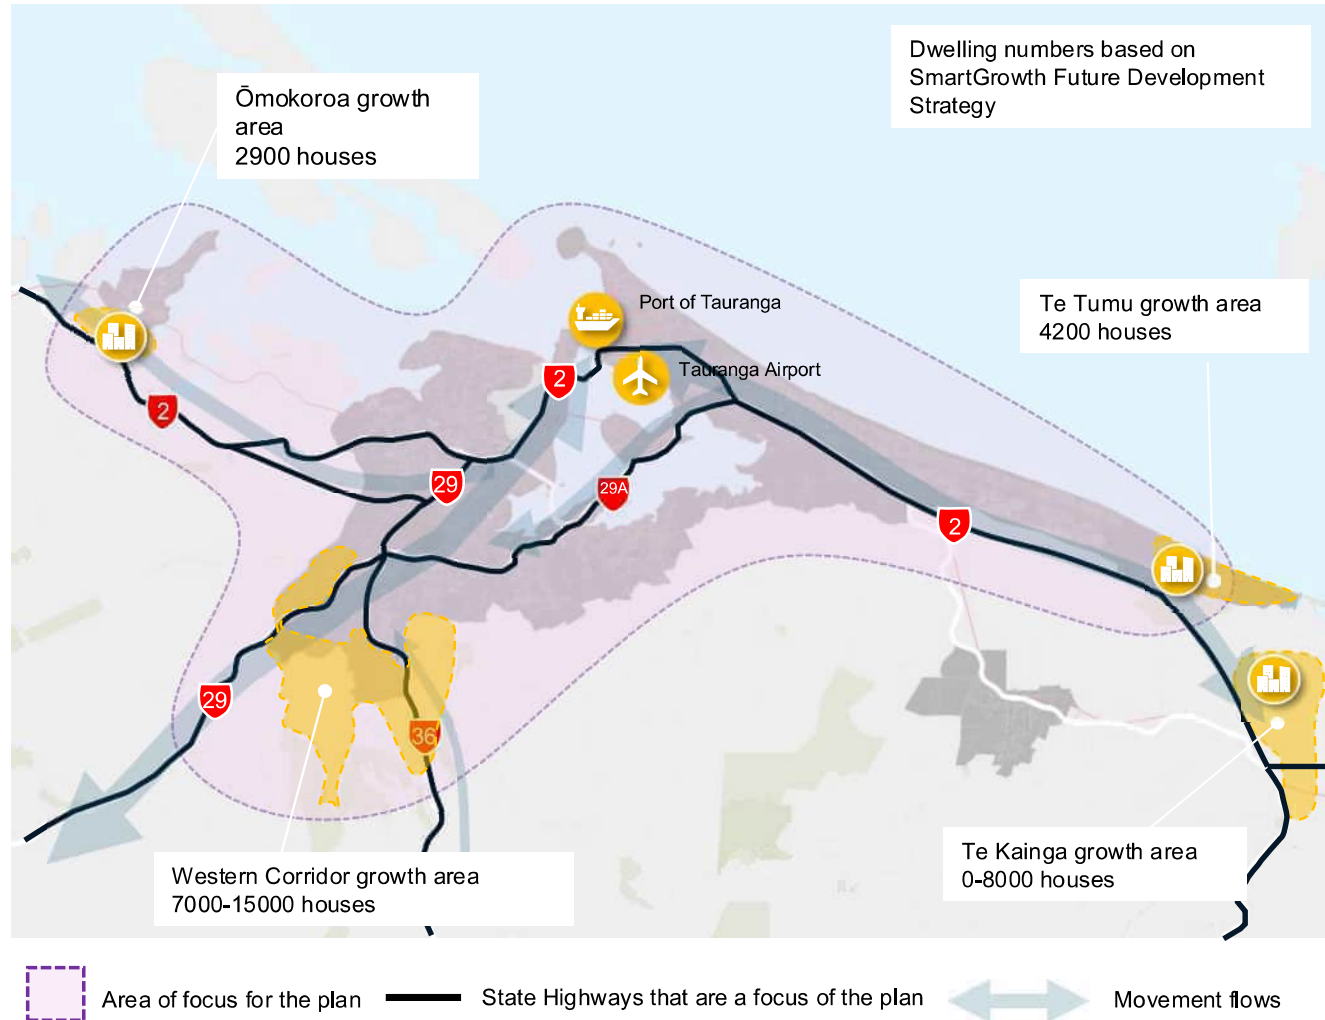 Dwelling numbers based on
SmartGrowth Future Development
Strategy
Ōmokoroa growth
area
2900 houses
Port of Tauranga
Te Tumu growth area
4200 houses
Tauranga Airport
2
2
29
29A
2
29
36
Te Kainga growth area
0-8000 houses
Western Corridor growth area
7000-15000 houses
Area of focus for the plan
State Highways that are a focus of the plan
Movement flows